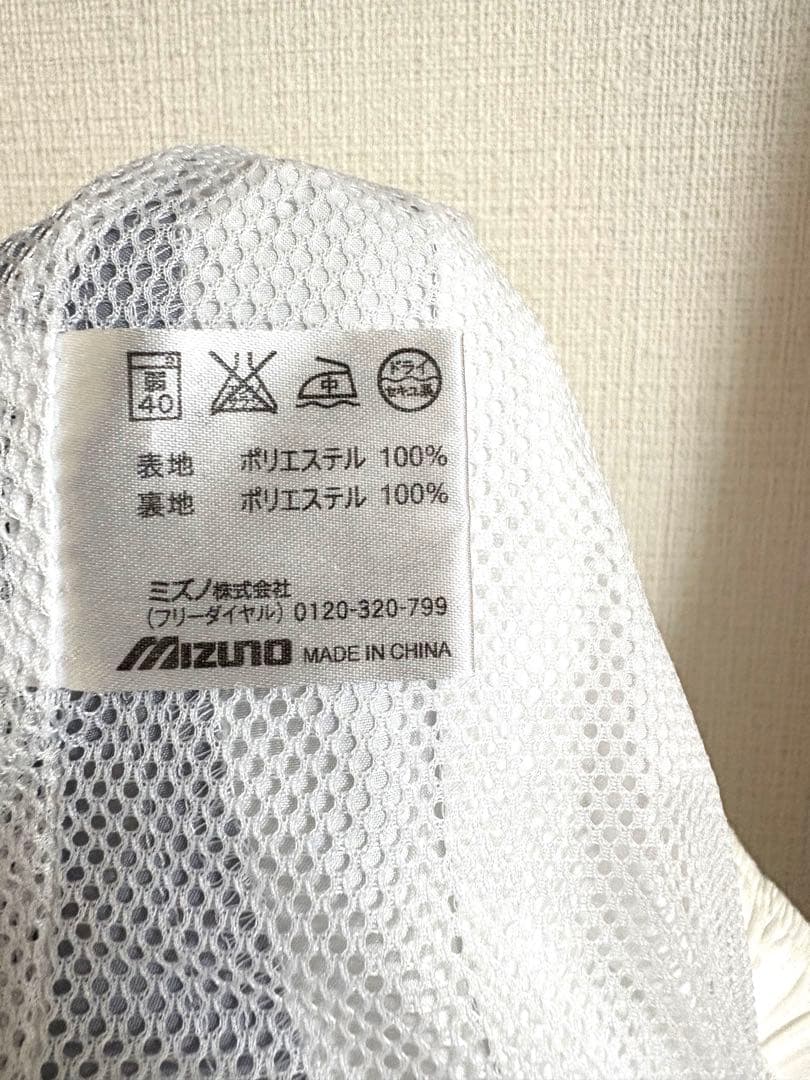 弱
40
中
ドライ
セキユ系
表地 ポリエステル 100%
裏地 ポリエステル 100%
ミズノ株式会社
(フリーダイヤル) 0120-320-799
MIZUNO MADE IN CHINA